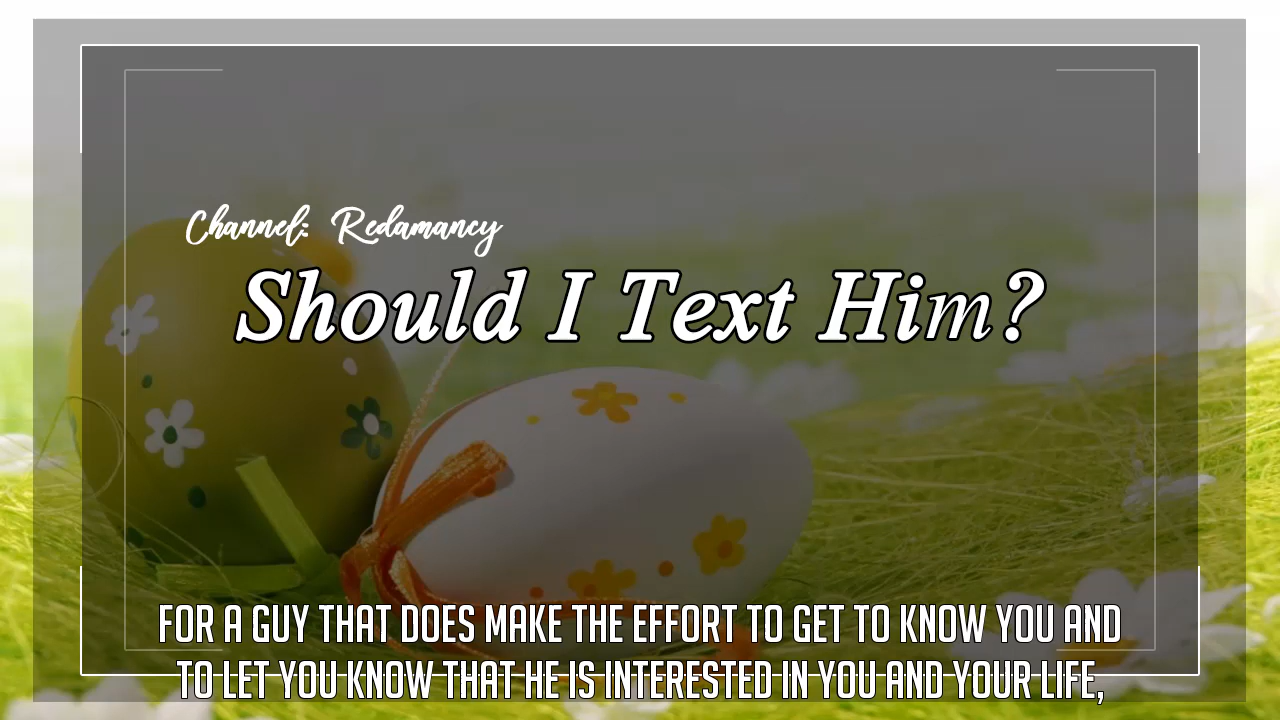 Channel: Redamancy
Should I Text Him?
FOR A GUY THAT DOES MAKE THE EFFORT TO GET TO KNOW YOU AND
TO LET YOU KNOW THAT HE IS INTERESTED IN YOU AND YOUR LIFE,